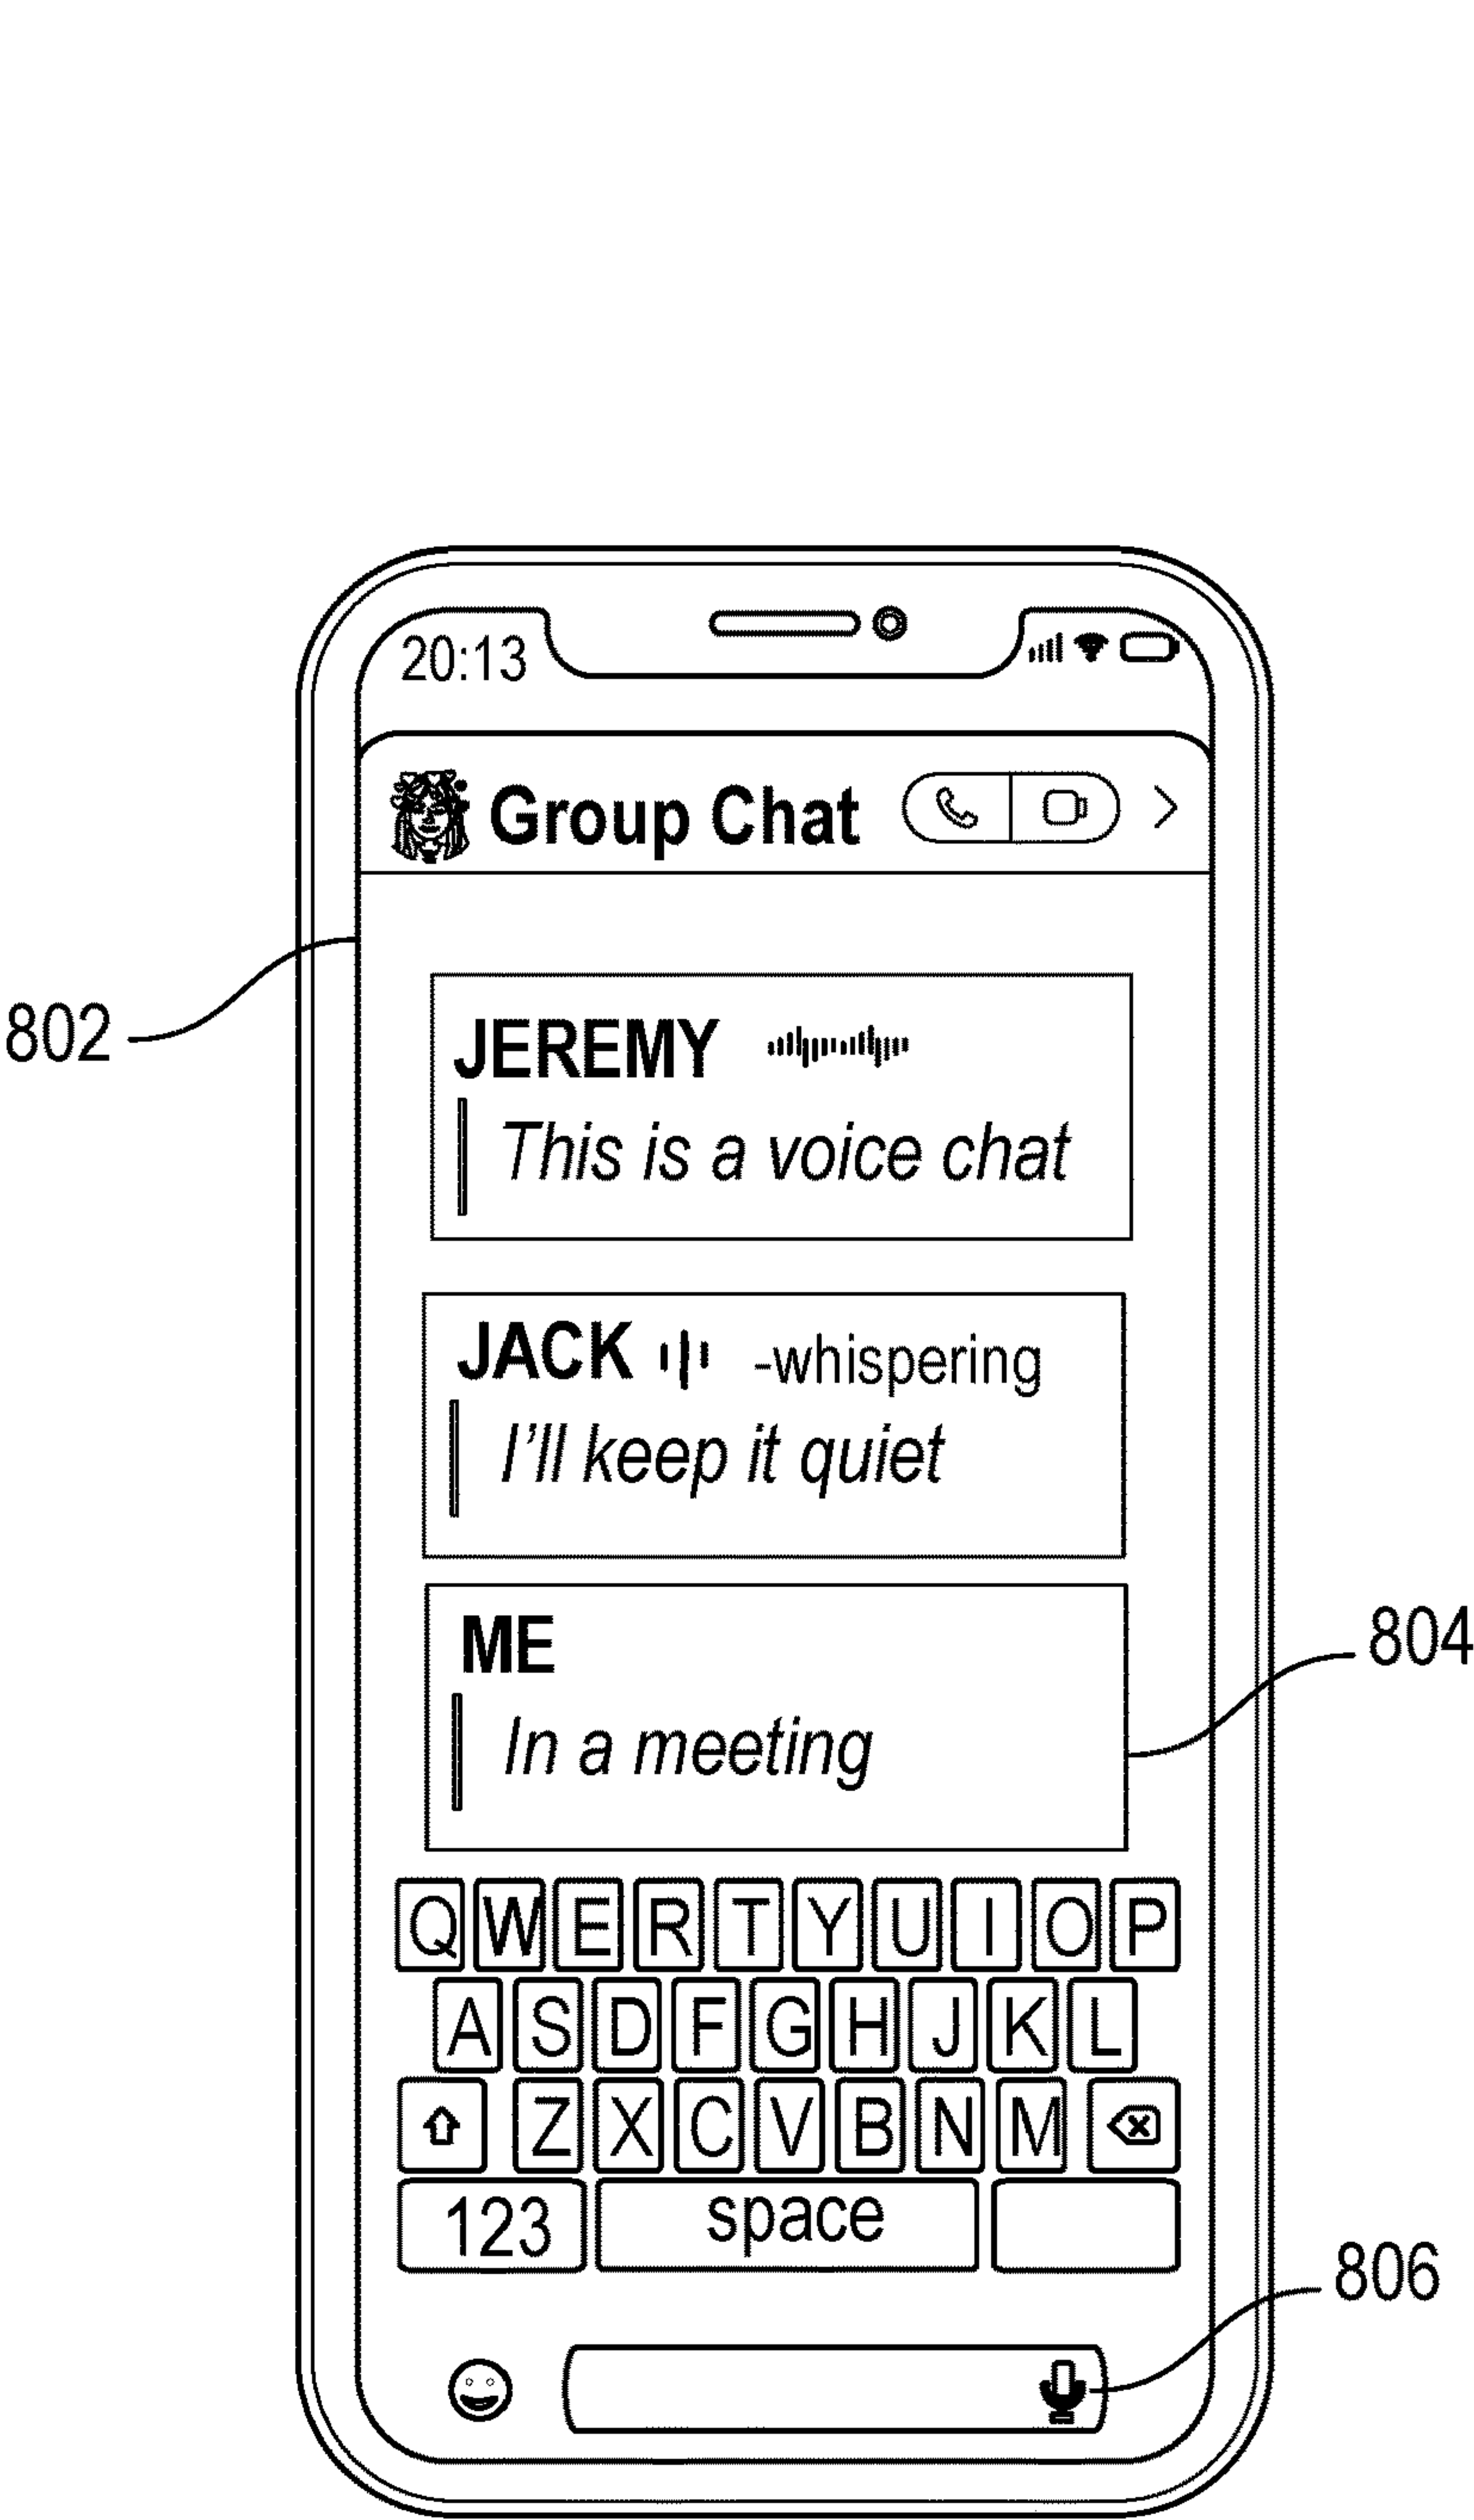 20:13
Group Chat
802
JEREMY
This is a voice chat
JACK -whispering
I'll keep it quiet
ME
804
In a meeting
Q W E R T Y U I O P
A S D F G H J K L
Z X C V B N M
123 space
806